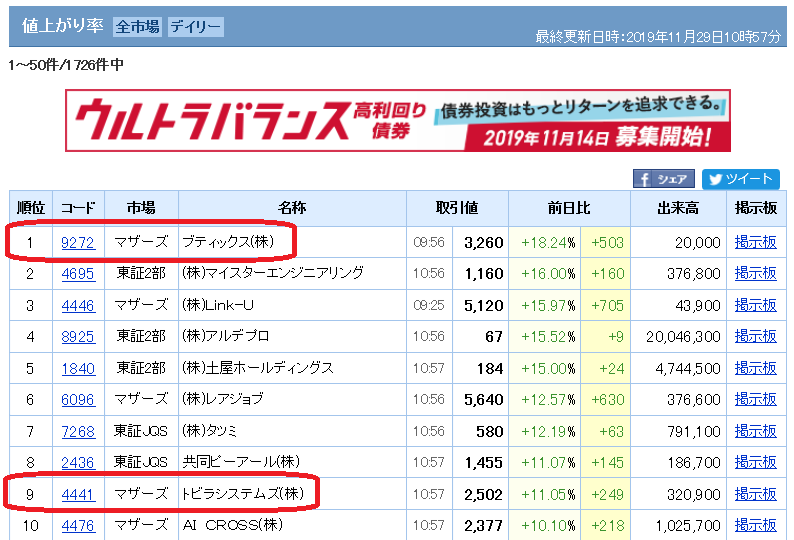 値上がり率 全市場 デイリー
最終更新日時：2019年11月29日10時57分
1～50件/1726件中
ウルトラバランス 高利回り債券 債券投資はもっとリターンを追求できる。
2019年11月14日 募集開始！
シェア ツイート
順位 コード 市場 名称 取引値 前日比 出来高 掲示板
1 9272 マザーズ ブティックス(株) 09:56 3,260 +18.24% +503 20,000 掲示板
2 4695 東証2部 (株)マイスターエンジニアリング 10:56 1,160 +16.00% +160 376,800 掲示板
3 4446 マザーズ (株)Link-U 09:25 5,120 +15.97% +705 43,900 掲示板
4 8925 東証2部 (株)アルデプロ 10:56 67 +15.52% +9 20,046,300 掲示板
5 1840 東証2部 (株)土屋ホールディングス 10:57 184 +15.00% +24 4,744,500 掲示板
6 6096 マザーズ (株)レアジョブ 10:56 5,640 +12.57% +630 376,600 掲示板
7 7268 東証JQS (株)タツミ 10:56 580 +12.19% +63 791,100 掲示板
8 2436 東証JQS 共同ピーアール(株) 10:57 1,455 +11.07% +145 186,700 掲示板
9 4441 マザーズ トビラシステムズ(株) 10:57 2,502 +11.05% +249 320,900 掲示板
10 4476 マザーズ AI CROSS(株) 10:57 2,377 +10.10% +218 1,025,700 掲示板